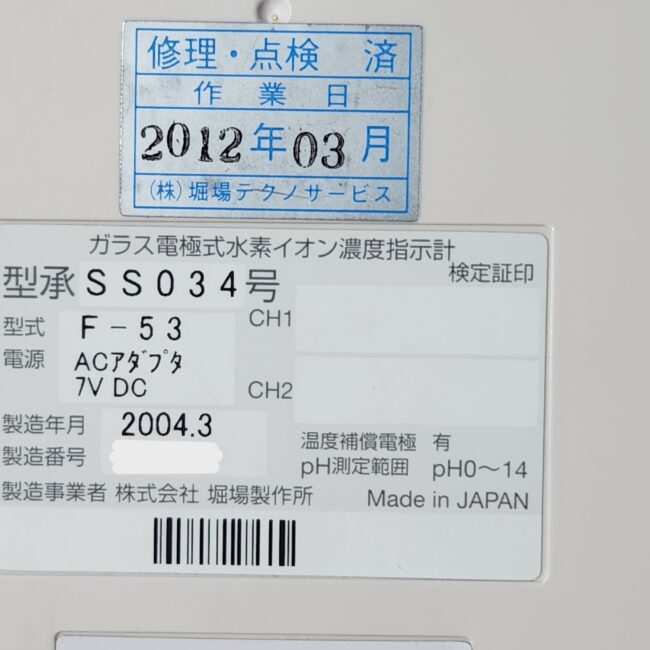 修理・点検 済
作業日
2012年03月
(株)堀場テクノサービス
ガラス電極式水素イオン濃度指示計
型承 SS034号
検定証印
型式 F-53
CH1
電源 ACアダプタ
7V DC
CH2
製造年月 2004.3
製造番号
温度補償電極 有
pH測定範囲 pH0〜14
製造事業者 株式会社 堀場製作所
Made in JAPAN